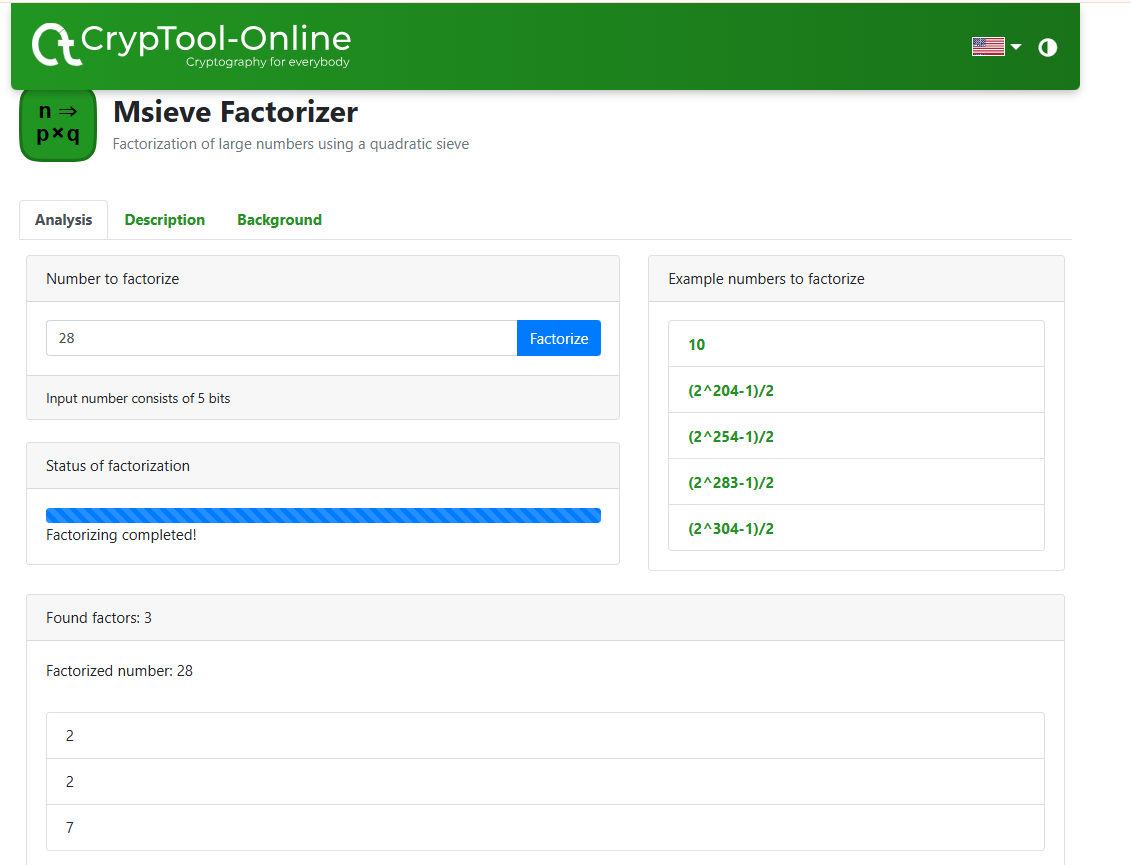 CrypTool-Online
Cryptography for everybody
n ⇒
p×q
Msieve Factorizer
Factorization of large numbers using a quadratic sieve
Analysis
Description
Background
Number to factorize
28
Factorize
Input number consists of 5 bits
Status of factorization
Factorizing completed!
Example numbers to factorize
10
(2^204-1)/2
(2^254-1)/2
(2^283-1)/2
(2^304-1)/2
Found factors: 3
Factorized number: 28
2
2
7